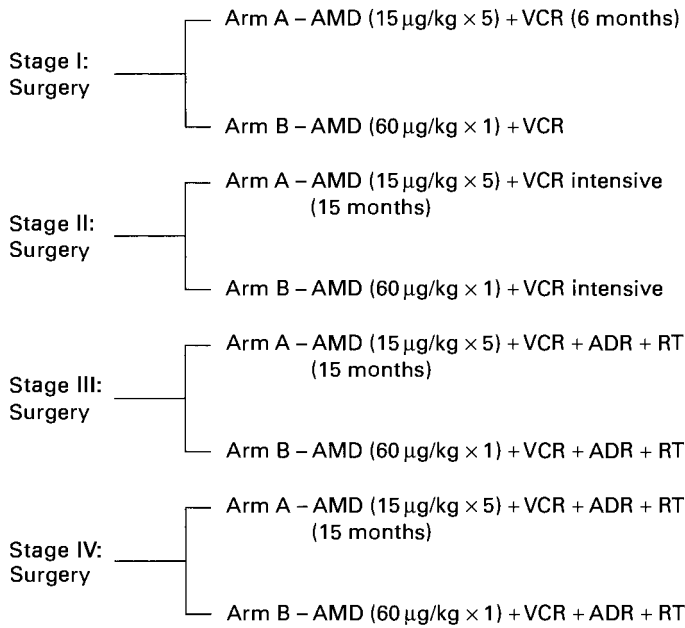 Arm A – AMD (15 µg/kg × 5) + VCR (6 months)
Stage I:
Surgery
Arm B – AMD (60 µg/kg × 1) + VCR
Arm A – AMD (15 µg/kg × 5) + VCR intensive
(15 months)
Stage II:
Surgery
Arm B – AMD (60 µg/kg × 1) + VCR intensive
Arm A – AMD (15 µg/kg × 5) + VCR + ADR + RT
(15 months)
Stage III:
Surgery
Arm B – AMD (60 µg/kg × 1) + VCR + ADR + RT
Arm A – AMD (15 µg/kg × 5) + VCR + ADR + RT
(15 months)
Stage IV:
Surgery
Arm B – AMD (60 µg/kg × 1) + VCR + ADR + RT